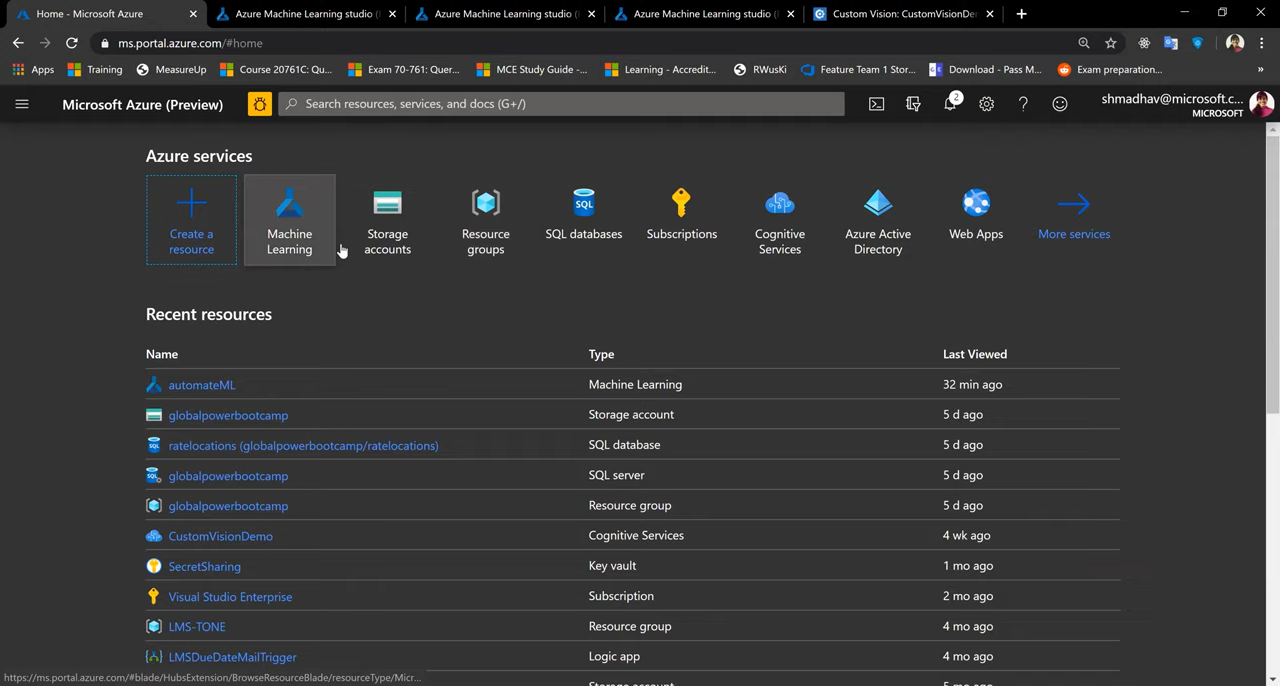 Home - Microsoft Azure
Azure Machine Learning studio (
Azure Machine Learning studio (
Azure Machine Learning studio (
Custom Vision: CustomVisionDe
ms.portal.azure.com/#home
Apps
Training
MeasureUp
Course 20761C: Qu...
Exam 70-761: Quer...
MCE Study Guide -...
Learning - Accredit...
RWusKi
Feature Team 1 Stor...
Download - Pass M...
Exam preparation...
»
Microsoft Azure (Preview)
Search resources, services, and docs (G+/)
2
shmadhav@microsoft.c...
MICROSOFT
Azure services
Create a
resource
Machine
Learning
Storage
accounts
Resource
groups
SQL
SQL databases
Subscriptions
Cognitive
Services
Azure Active
Directory
Web Apps
More services
Recent resources
Name Type Last Viewed
automateML Machine Learning 32 min ago
globalpowerbootcamp Storage account 5 d ago
ratelocations (globalpowerbootcamp/ratelocations) SQL database 5 d ago
globalpowerbootcamp SQL server 5 d ago
globalpowerbootcamp Resource group 5 d ago
CustomVisionDemo Cognitive Services 4 wk ago
SecretSharing Key vault 1 mo ago
Visual Studio Enterprise Subscription 2 mo ago
LMS-TONE Resource group 4 mo ago
LMSDueDateMailTrigger Logic app 4 mo ago
https://ms.portal.azure.com/#blade/HubsExtension/BrowseResourceBlade/resourceType/Micr...